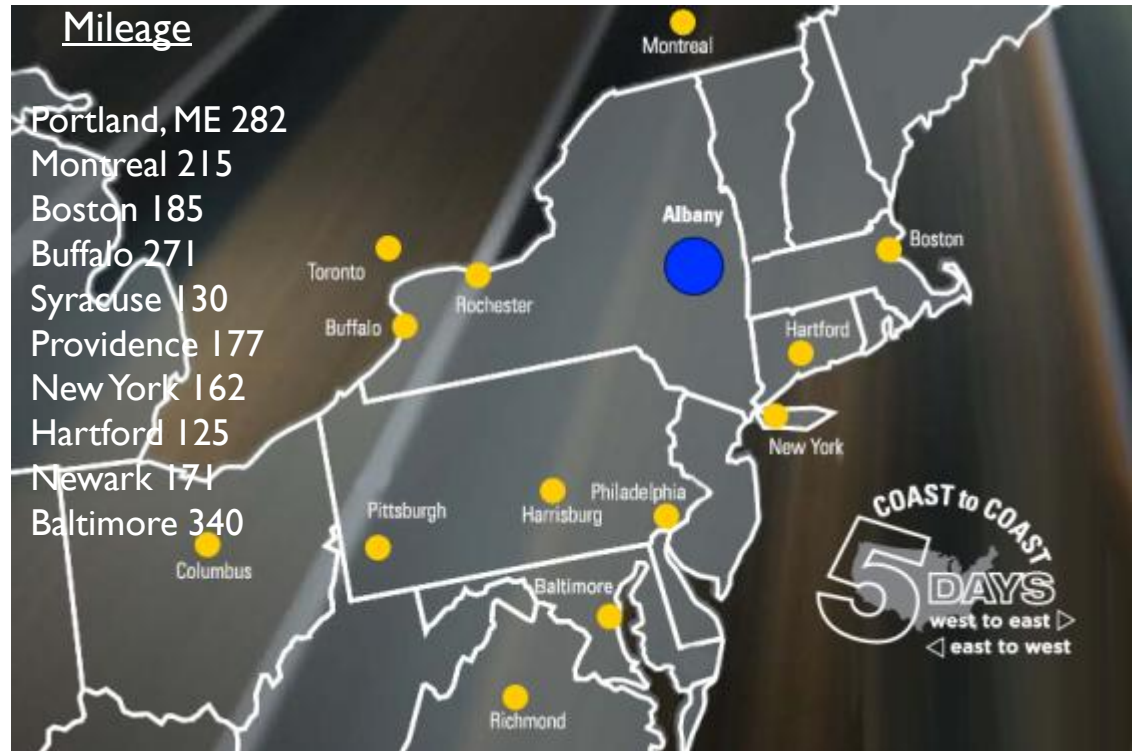 Mileage
Portland, ME 282
Montreal 215
Boston 185
Buffalo 271
Syracuse 130
Providence 177
New York 162
Hartford 125
Newark 171
Baltimore 340
Montreal
Albany
Boston
Toronto
Rochester
Buffalo
Hartford
New York
Philadelphia
Harrisburg
Pittsburgh
Columbus
Baltimore
Richmond
COAST to COAST
5 DAYS
west to east ▷
◁ east to west